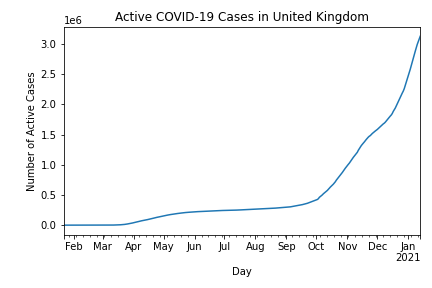 Active COVID-19 Cases in United Kingdom
1e6
3.0
2.5
2.0
1.5
1.0
0.5
0.0
Number of Active Cases
Feb Mar Apr May Jun Jul Aug Sep Oct Nov Dec Jan
2021
Day